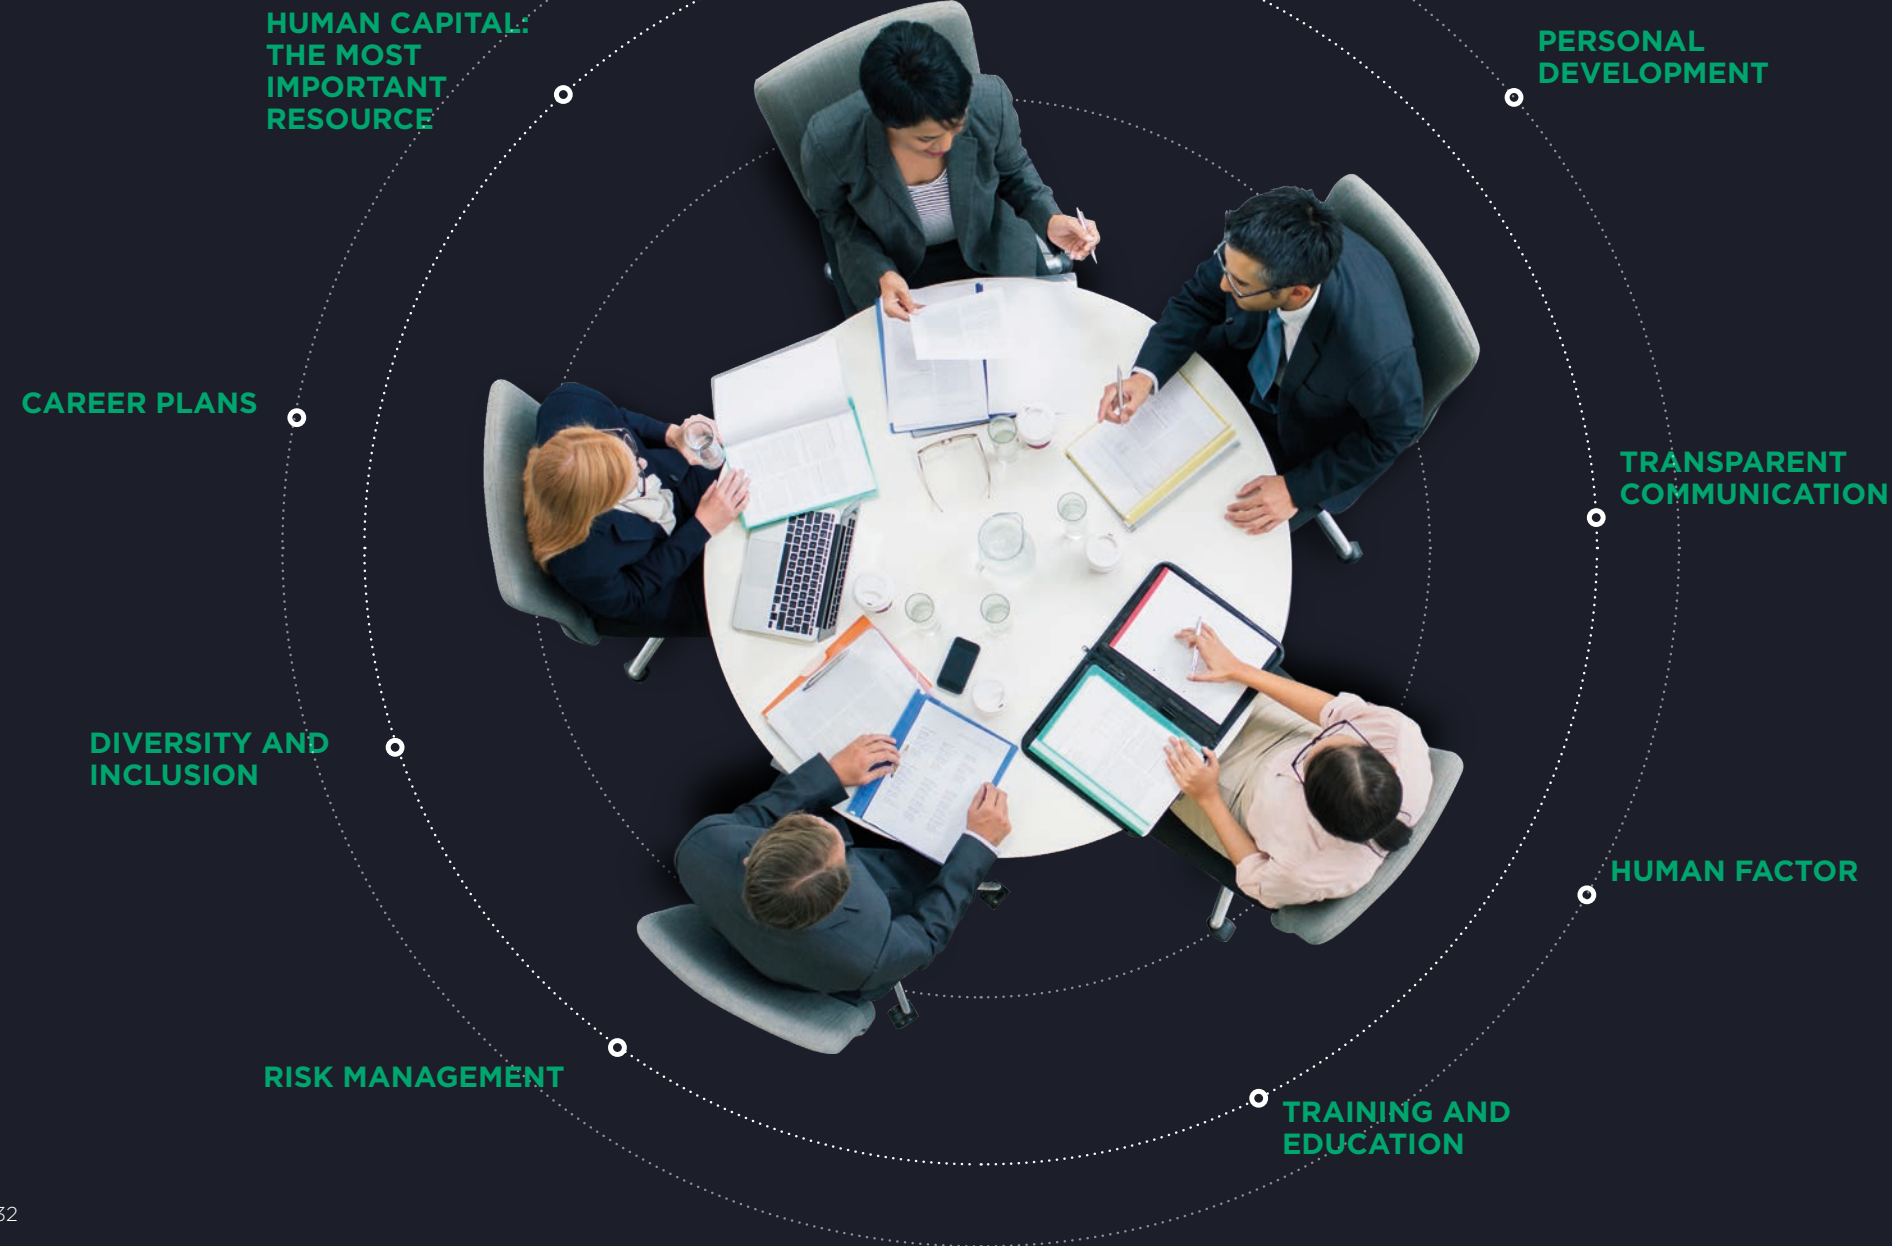 HUMAN CAPITAL:
THE MOST
IMPORTANT
RESOURCE
PERSONAL
DEVELOPMENT
CAREER PLANS
TRANSPARENT
COMMUNICATION
DIVERSITY AND
INCLUSION
HUMAN FACTOR
RISK MANAGEMENT
TRAINING AND
EDUCATION
32